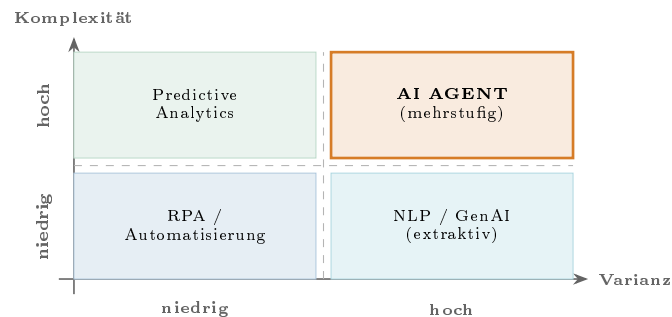 Komplexität
hoch
Predictive
Analytics
AI AGENT
(mehrstufig)
niedrig
RPA /
Automatisierung
NLP / GenAI
(extraktiv)
Varianz
niedrig
hoch